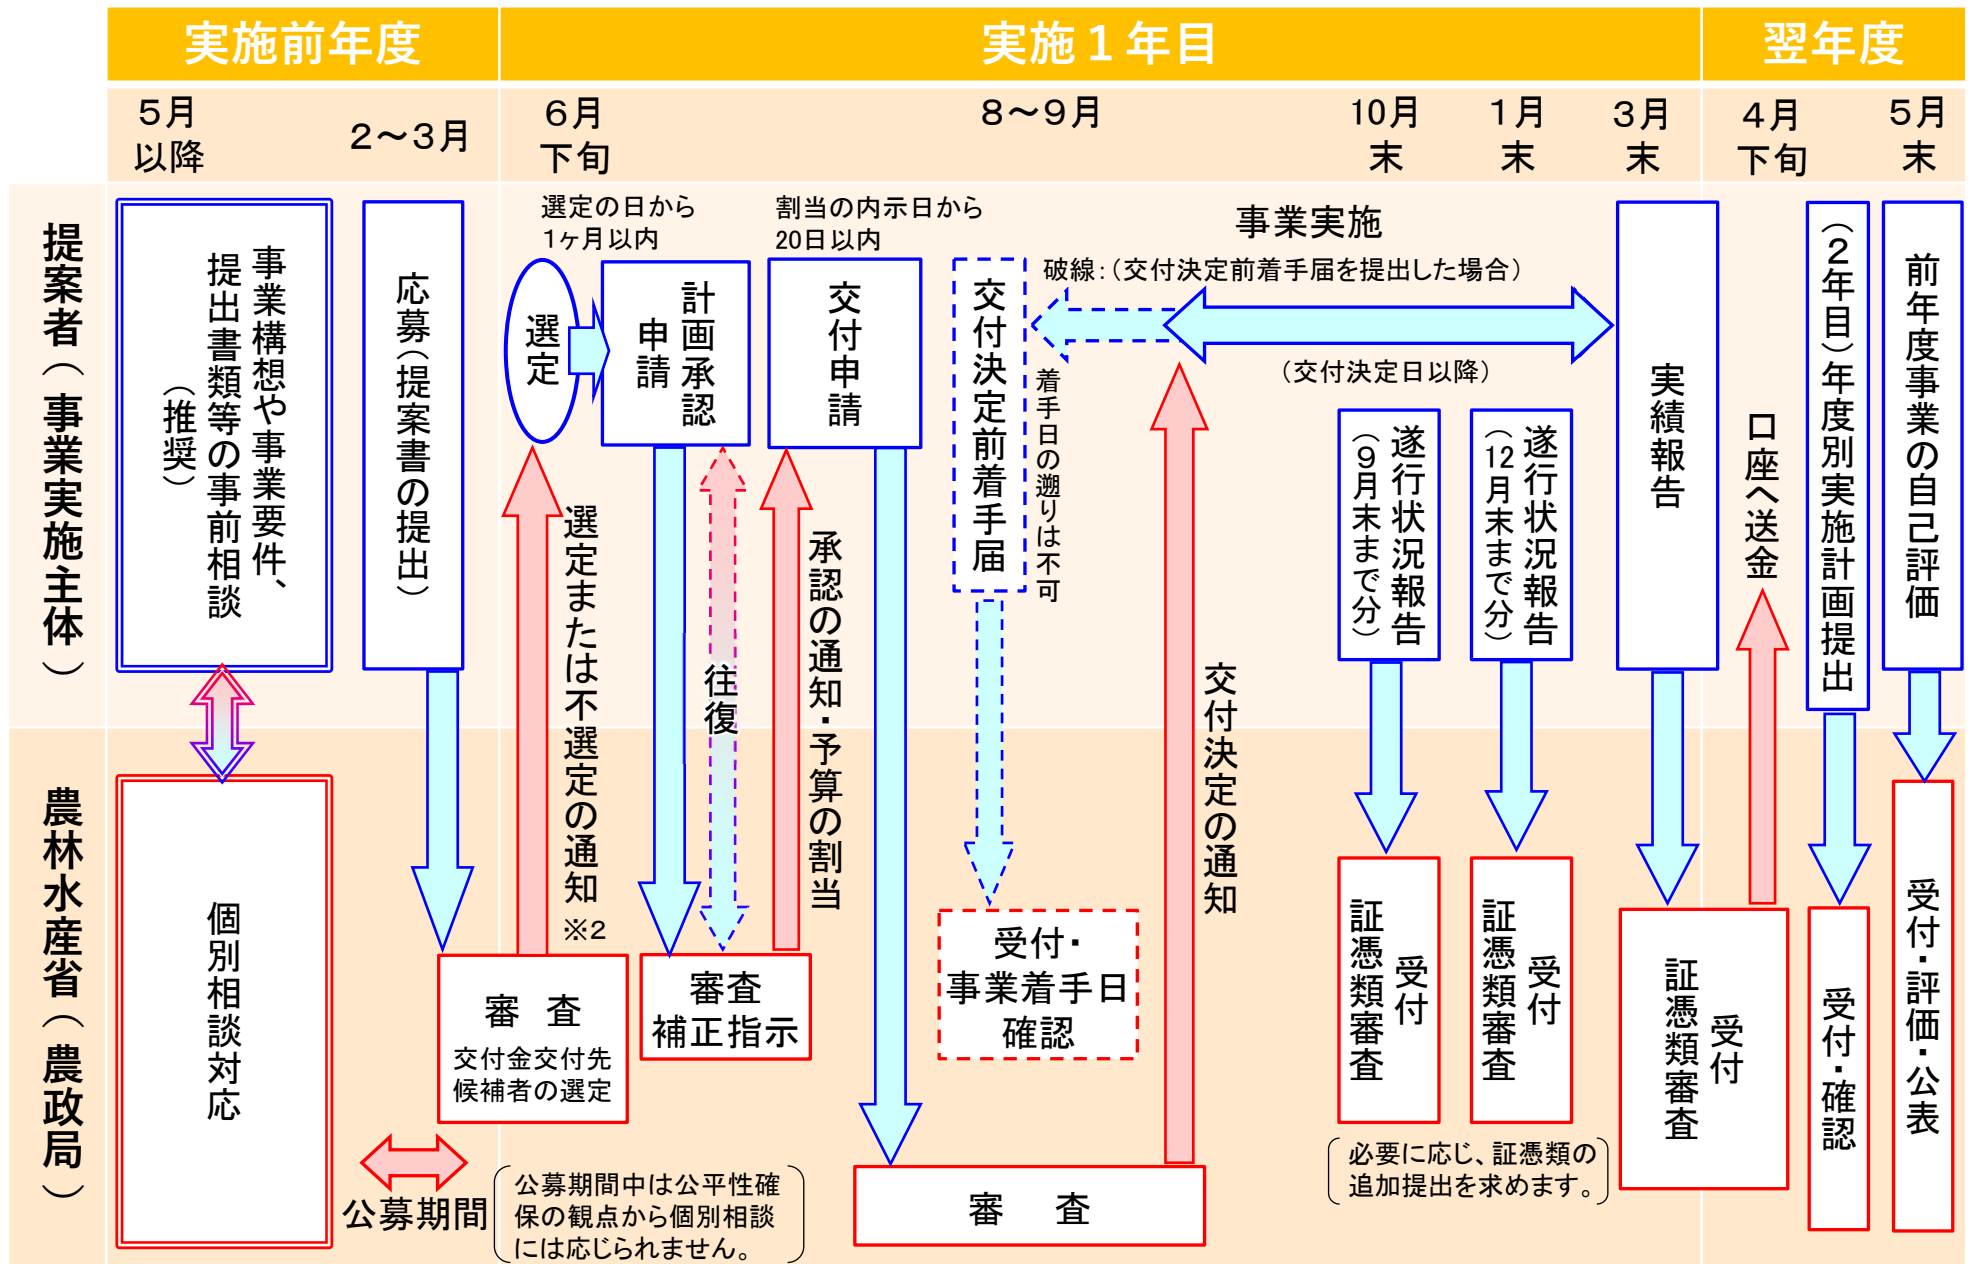 実施前年度
実施１年目
翌年度
５月
以降
２～３月
６月
下旬
８～９月
10月
末
１月
末
３月
末
４月
下旬
５月
末
提案者（事業実施主体）
事業構想や事業要件、
提出書類等の事前相談
（推奨）
応募（提案書の提出）
選定の日から
1ヶ月以内
選定
計画承認
申請
割当の内示日から
20日以内
交付申請
交付決定前着手届
着手日の遡りは不可
事業実施
破線：（交付決定前着手届を提出した場合）
（交付決定日以降）
遂行状況報告
（９月末まで分）
遂行状況報告
（12月末まで分）
実績報告
口座へ送金
（２年目）年度別実施計画提出
前年度事業の自己評価
選定または不選定の通知
※2
往復
承認の通知・予算の割当
交付決定の通知
農林水産省（農政局）
個別相談対応
公募期間
審　査
交付金交付先
候補者の選定
公募期間中は公平性確
保の観点から個別相談
には応じられません。
審査
補正指示
審　査
受付・
事業着手日
確認
受付
証憑類審査
受付
証憑類審査
必要に応じ、証憑類の
追加提出を求めます。
受付
証憑類審査
受付・確認
受付・評価・公表